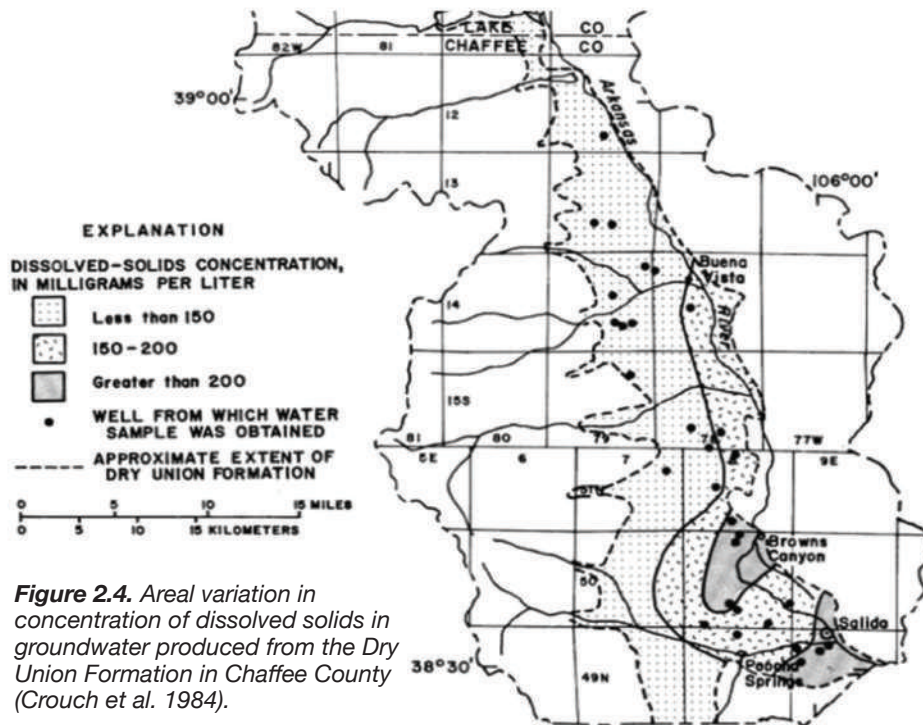 LAKE CO
CHAFFEE CO
82W 81
39°00'
12
Arkansas
13
106°00'
EXPLANATION
DISSOLVED-SOLIDS CONCENTRATION,
IN MILLIGRAMS PER LITER
Less than 150
150-200
Greater than 200
WELL FROM WHICH WATER
SAMPLE WAS OBTAINED
APPROXIMATE EXTENT OF
DRY UNION FORMATION
0 5 10 15 MILES
0 5 10 15 KILOMETERS
Buena
Vista
River
14
15S
81 80 79 78 77W
5E 6 7 9E
Browns
Canyon
50
Salida
Poncha
Springs
38°30'
49N
Figure 2.4. Areal variation in
concentration of dissolved solids in
groundwater produced from the Dry
Union Formation in Chaffee County
(Crouch et al. 1984).